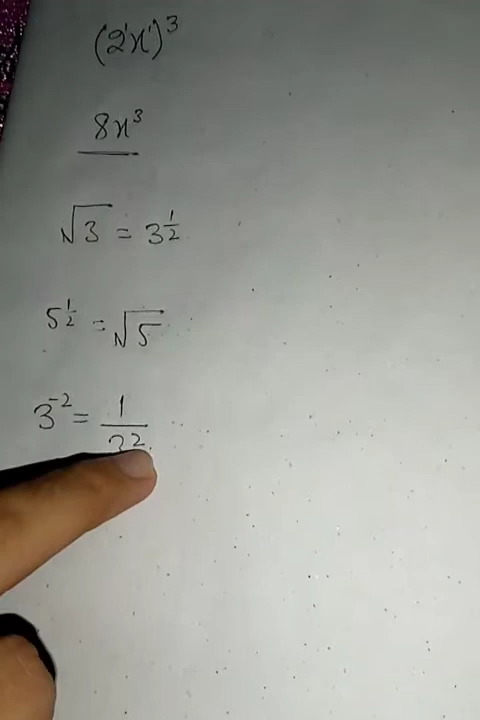 (2¹x¹)³
8x³
√3 = 3^½
5^½ = √5
3⁻² = 1/3²